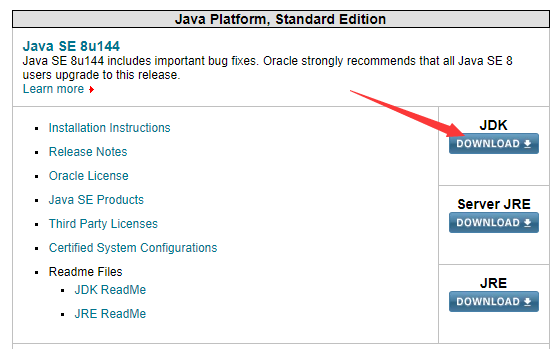 Java Platform, Standard Edition
Java SE 8u144
Java SE 8u144 includes important bug fixes. Oracle strongly recommends that all Java SE 8
users upgrade to this release.
Learn more
Installation Instructions
Release Notes
Oracle License
Java SE Products
Third Party Licenses
Certified System Configurations
Readme Files
JDK ReadMe
JRE ReadMe
JDK
DOWNLOAD
Server JRE
DOWNLOAD
JRE
DOWNLOAD